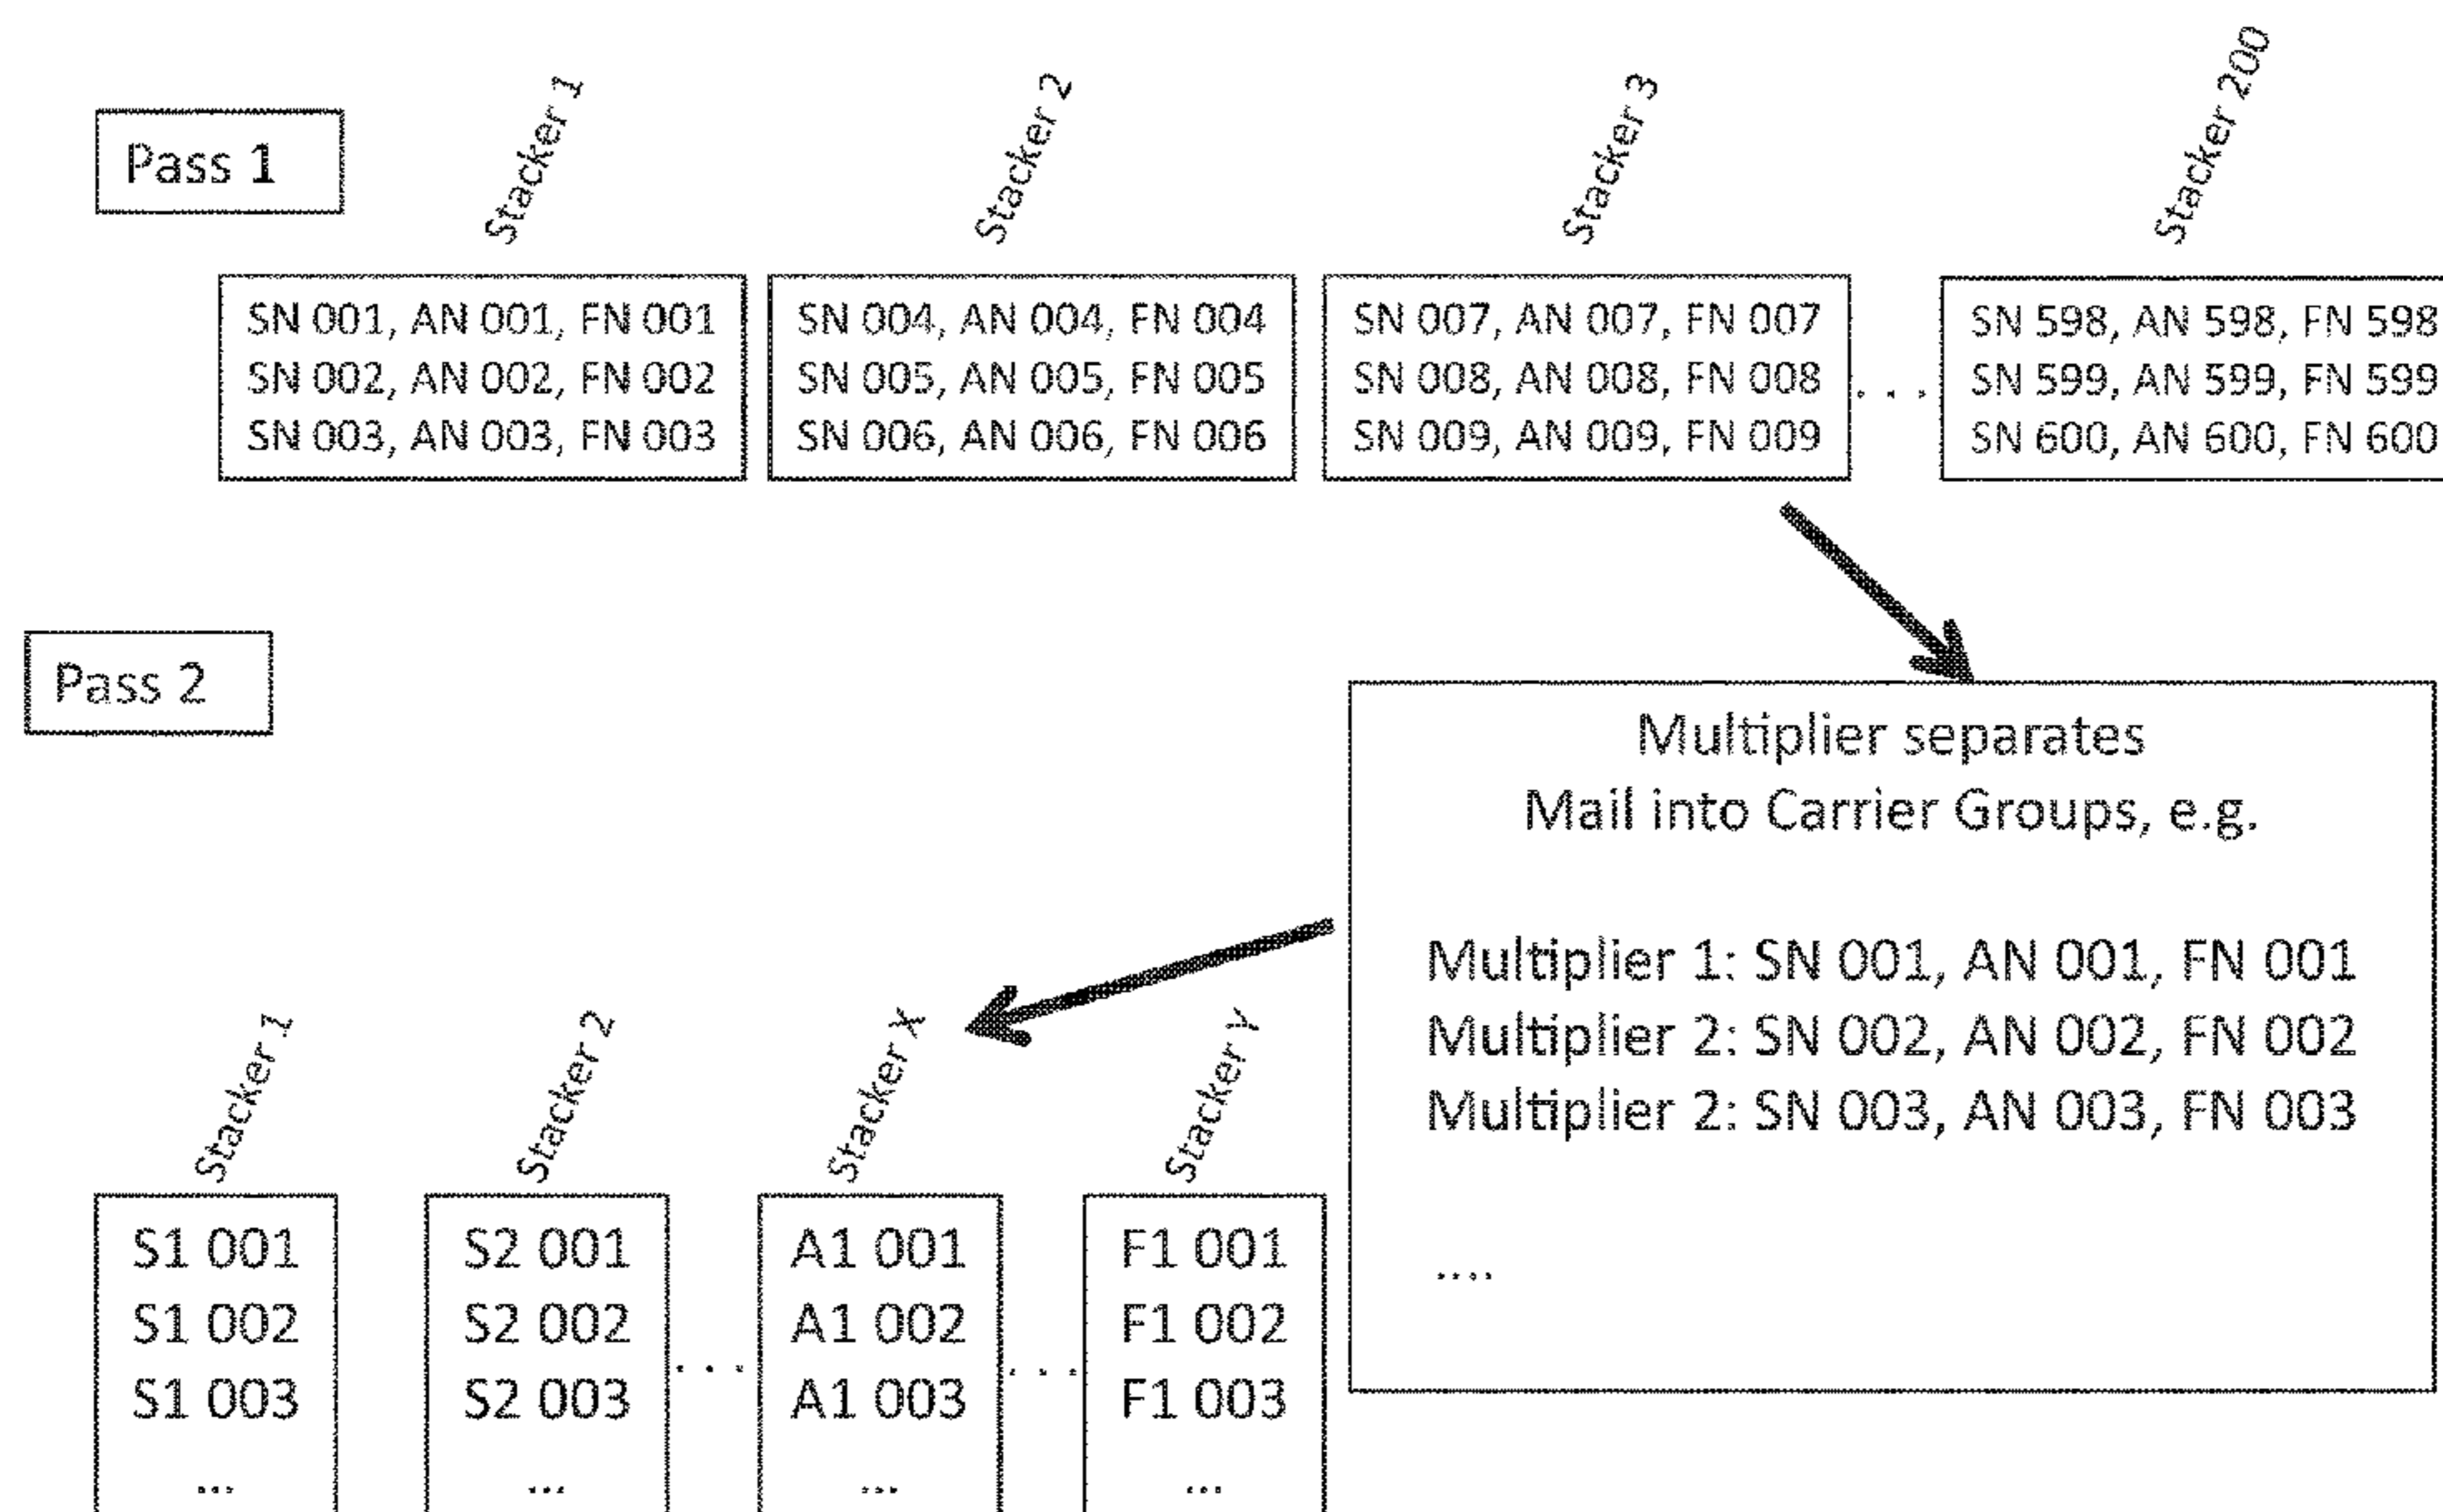 Pass 1
Stacker 1
Stacker 2
Stacker 3
Stacker 200
SN 001, AN 001, FN 001
SN 002, AN 002, FN 002
SN 003, AN 003, FN 003
SN 004, AN 004, FN 004
SN 005, AN 005, FN 005
SN 006, AN 006, FN 006
SN 007, AN 007, FN 007
SN 008, AN 008, FN 008
SN 009, AN 009, FN 009
. . .
SN 598, AN 598, FN 598
SN 599, AN 599, FN 599
SN 600, AN 600, FN 600
Pass 2
Multiplier separates
Mail into Carrier Groups, e.g.
Multiplier 1: SN 001, AN 001, FN 001
Multiplier 2: SN 002, AN 002, FN 002
Multiplier 2: SN 003, AN 003, FN 003
....
Stacker 1
Stacker 2
Stacker X
Stacker Y
S1 001
S1 002
S1 003
...
S2 001
S2 002
S2 003
...
. . .
A1 001
A1 002
A1 003
...
. . .
F1 001
F1 002
F1 003
...